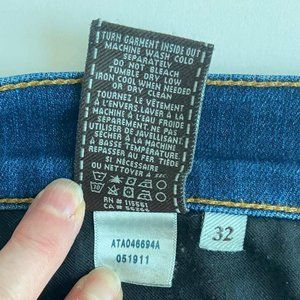 TURN GARMENT INSIDE OUT
MACHINE WASH COLD
SEPARATELY
DO NOT BLEACH
TUMBLE DRY LOW
IRON COOL WHEN NEEDED
OR DRY CLEAN
TOURNEZ LE VÊTEMENT
À L'ENVERS, LAVER À LA
MACHINE À L'EAU FROIDE
SÉPARÉMENT. NE PAS
UTILISER DE JAVELLISANT
SÉCHER À LA MACHINE
À BASSE TEMPÉRATURE
REPASSER AU FER TIÈDE
SI NÉCESSAIRE
OU NETTOYER À SEC
RN#
CA#
ATA046694A
051911
32